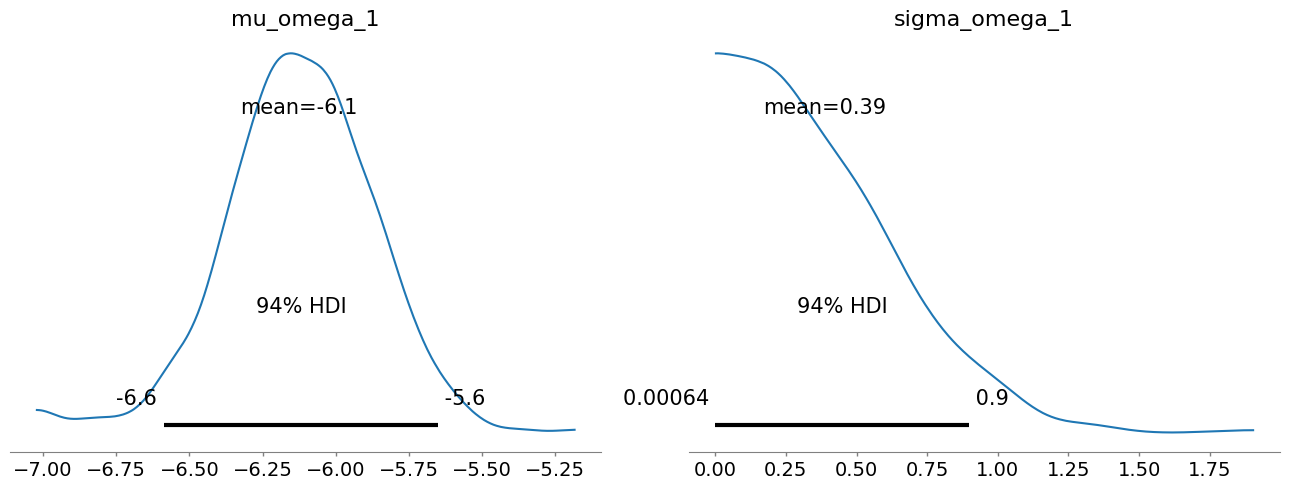 mu_omega_1
mean=-6.1
94% HDI
-6.6
-5.6
−7.00 −6.75 −6.50 −6.25 −6.00 −5.75 −5.50 −5.25
sigma_omega_1
mean=0.39
94% HDI
0.00064
0.9
0.00 0.25 0.50 0.75 1.00 1.25 1.50 1.75